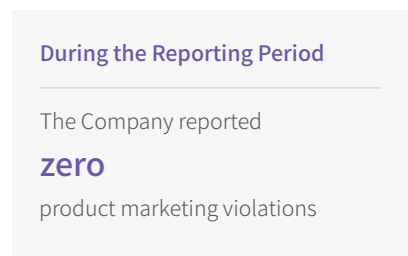 During the Reporting Period
The Company reported
zero
product marketing violations